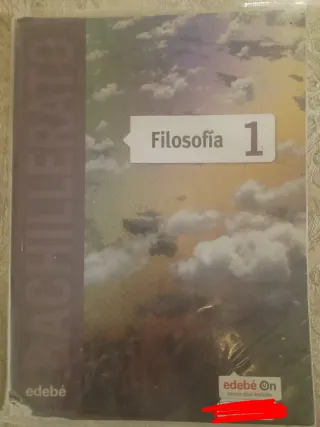 BACHILLERATO
Filosofía 1
edebé
edebé On